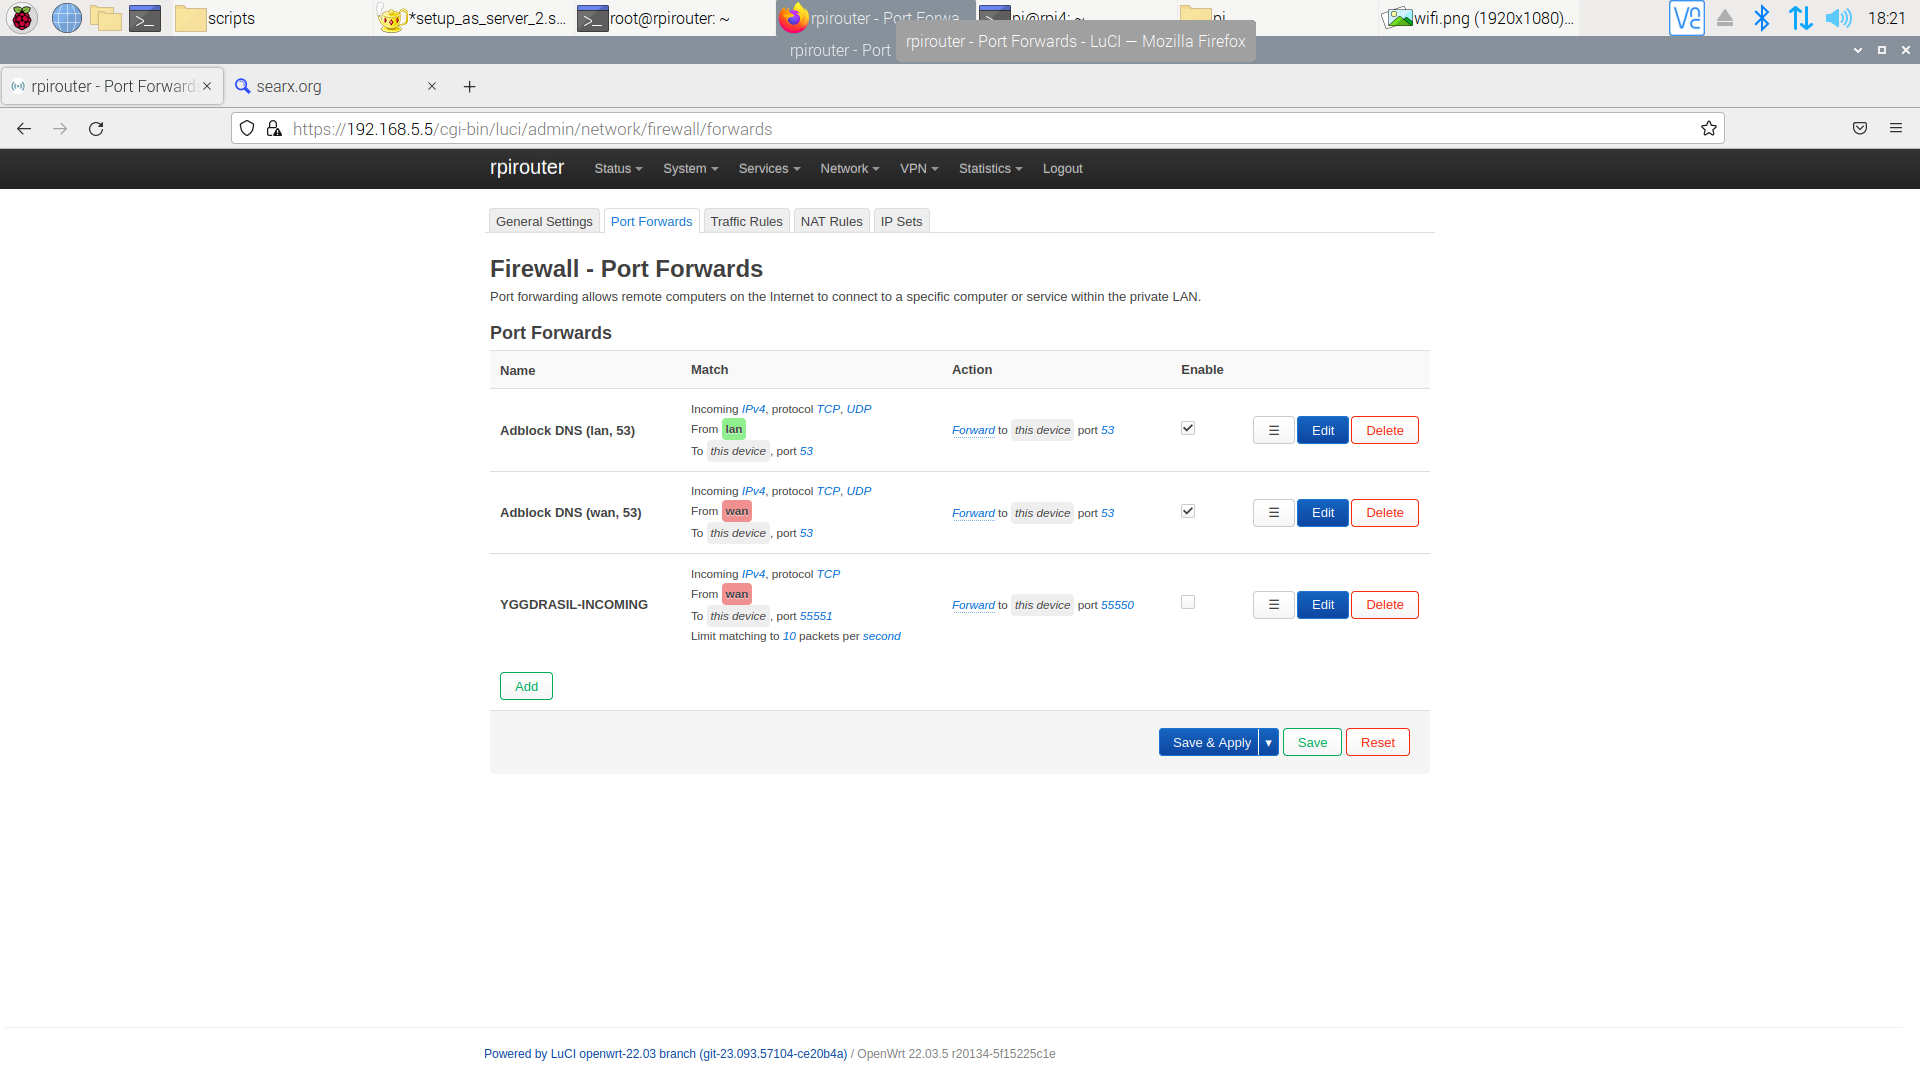 scripts
*setup_as_server_2.s...
root@rpirouter: ~
rpirouter - Port Forwa
pi@rpi4: ~
pi
wifi.png (1920x1080)...
18:21
rpirouter - Port
rpirouter - Port Forwards - LuCI — Mozilla Firefox
rpirouter - Port Forwards
searx.org
https://192.168.5.5/cgi-bin/luci/admin/network/firewall/forwards
rpirouter
Status
System
Services
Network
VPN
Statistics
Logout
General Settings
Port Forwards
Traffic Rules
NAT Rules
IP Sets
Firewall - Port Forwards
Port forwarding allows remote computers on the Internet to connect to a specific computer or service within the private LAN.
Port Forwards
Name Match Action Enable
Adblock DNS (lan, 53)
Incoming IPv4, protocol TCP, UDP
From lan
To this device, port 53
Forward to this device port 53
Edit
Delete
Adblock DNS (wan, 53)
Incoming IPv4, protocol TCP, UDP
From wan
To this device, port 53
Forward to this device port 53
Edit
Delete
YGGDRASIL-INCOMING
Incoming IPv4, protocol TCP
From wan
To this device, port 55551
Limit matching to 10 packets per second
Forward to this device port 55550
Edit
Delete
Add
Save & Apply
Save
Reset
Powered by LuCI openwrt-22.03 branch (git-23.093.57104-ce20b4a) / OpenWrt 22.03.5 r20134-5f15225c1e